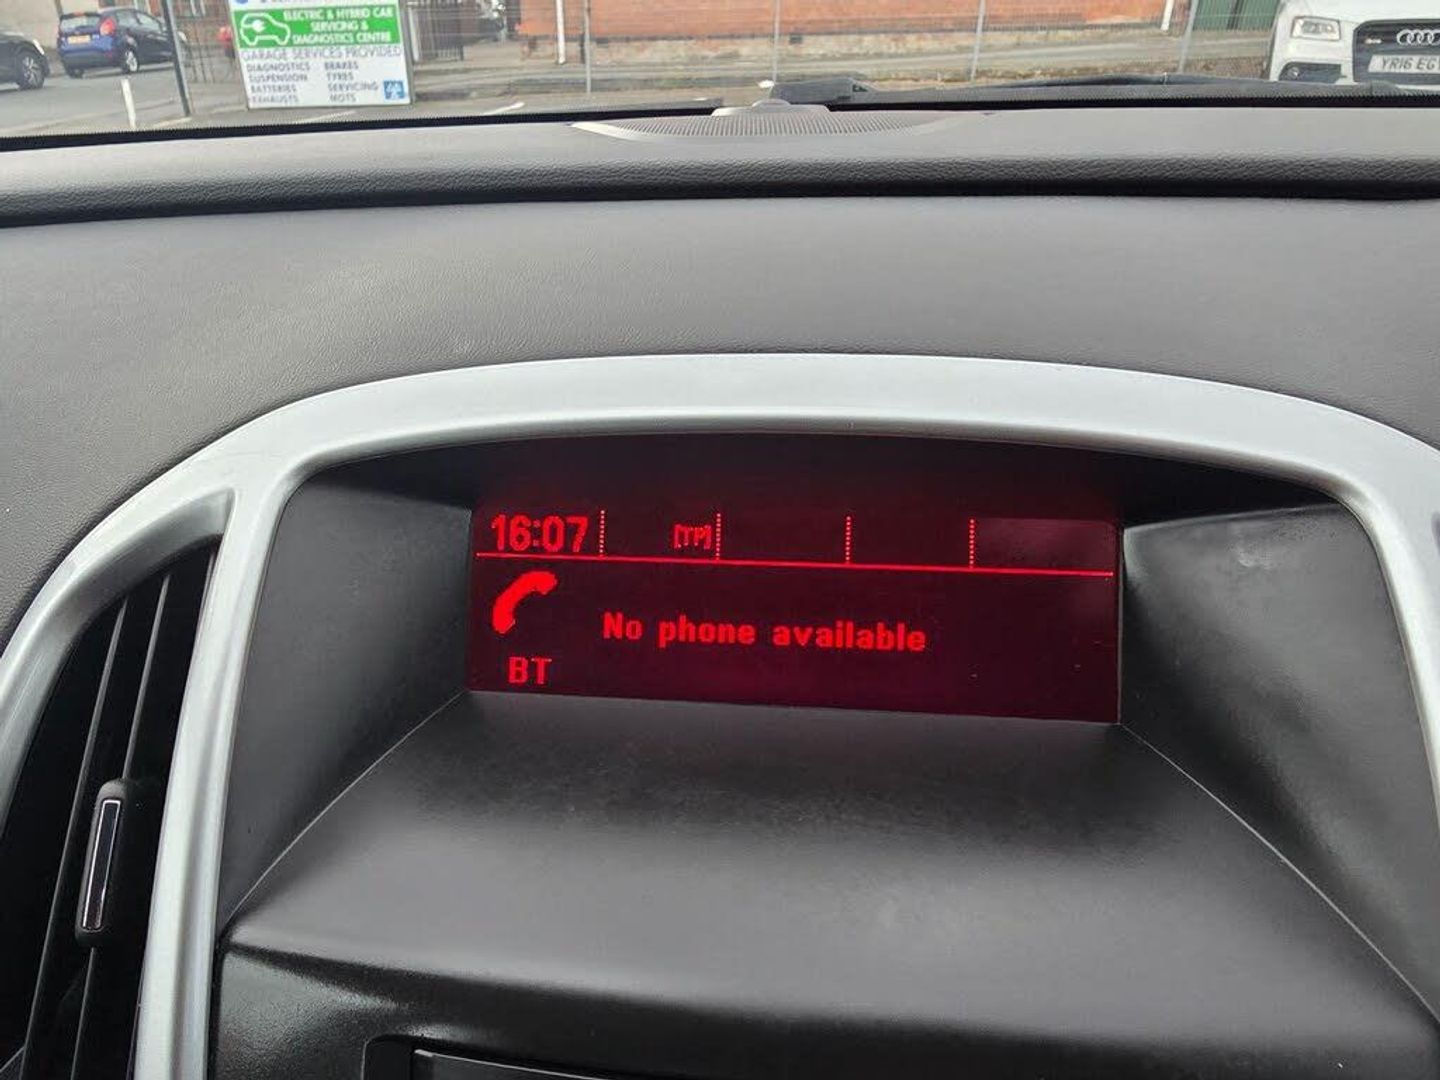 ELECTRIC & HYBRID CAR
SERVICING &
DIAGNOSTICS CENTRE
GARAGE SERVICES PROVIDED
DIAGNOSTICS BRAKES
SUSPENSION TYRES
BATTERIES SERVICING
EXHAUSTS MOTS
YR16 EG
16:07
[TP]
No phone available
BT